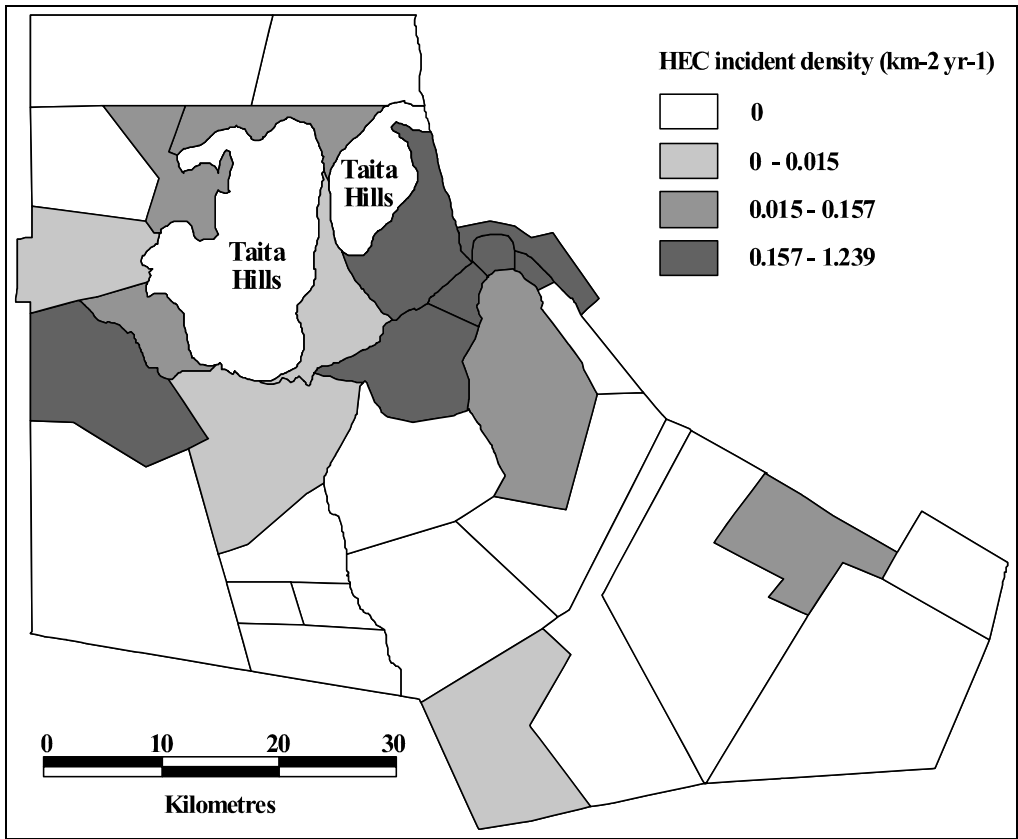 HEC incident density (km-2 yr-1)
0
0 - 0.015
0.015 - 0.157
0.157 - 1.239
Taita
Hills
Taita
Hills
0 10 20 30
Kilometres